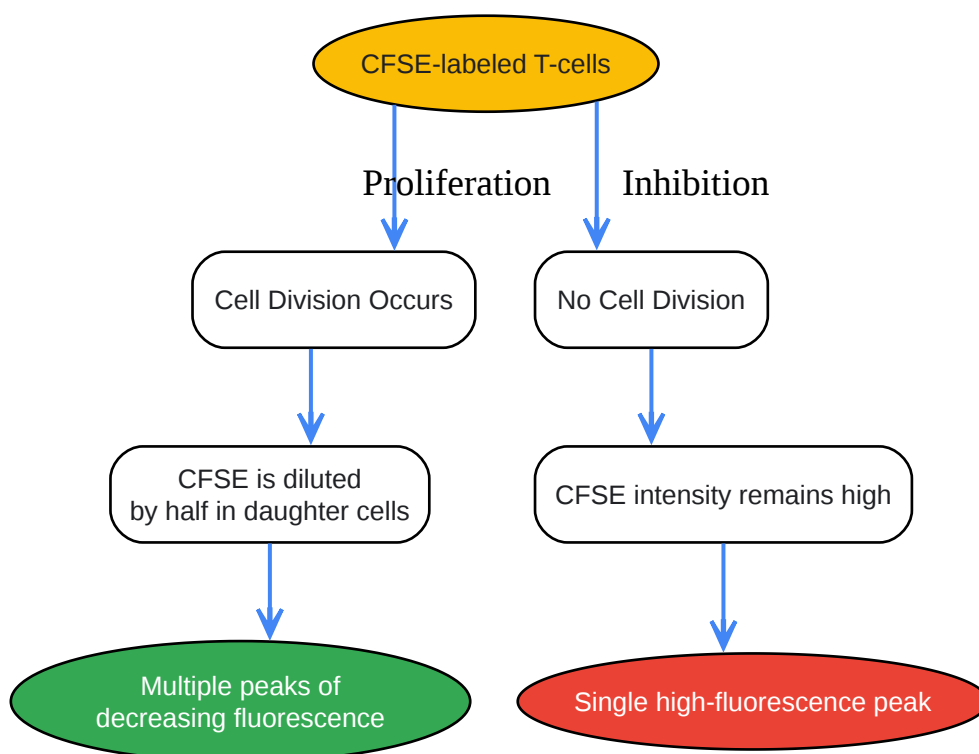 CFSE-labeled T-cells
Proliferation
Inhibition
Cell Division Occurs
No Cell Division
CFSE is diluted
by half in daughter cells
CFSE intensity remains high
Multiple peaks of
decreasing fluorescence
Single high-fluorescence peak